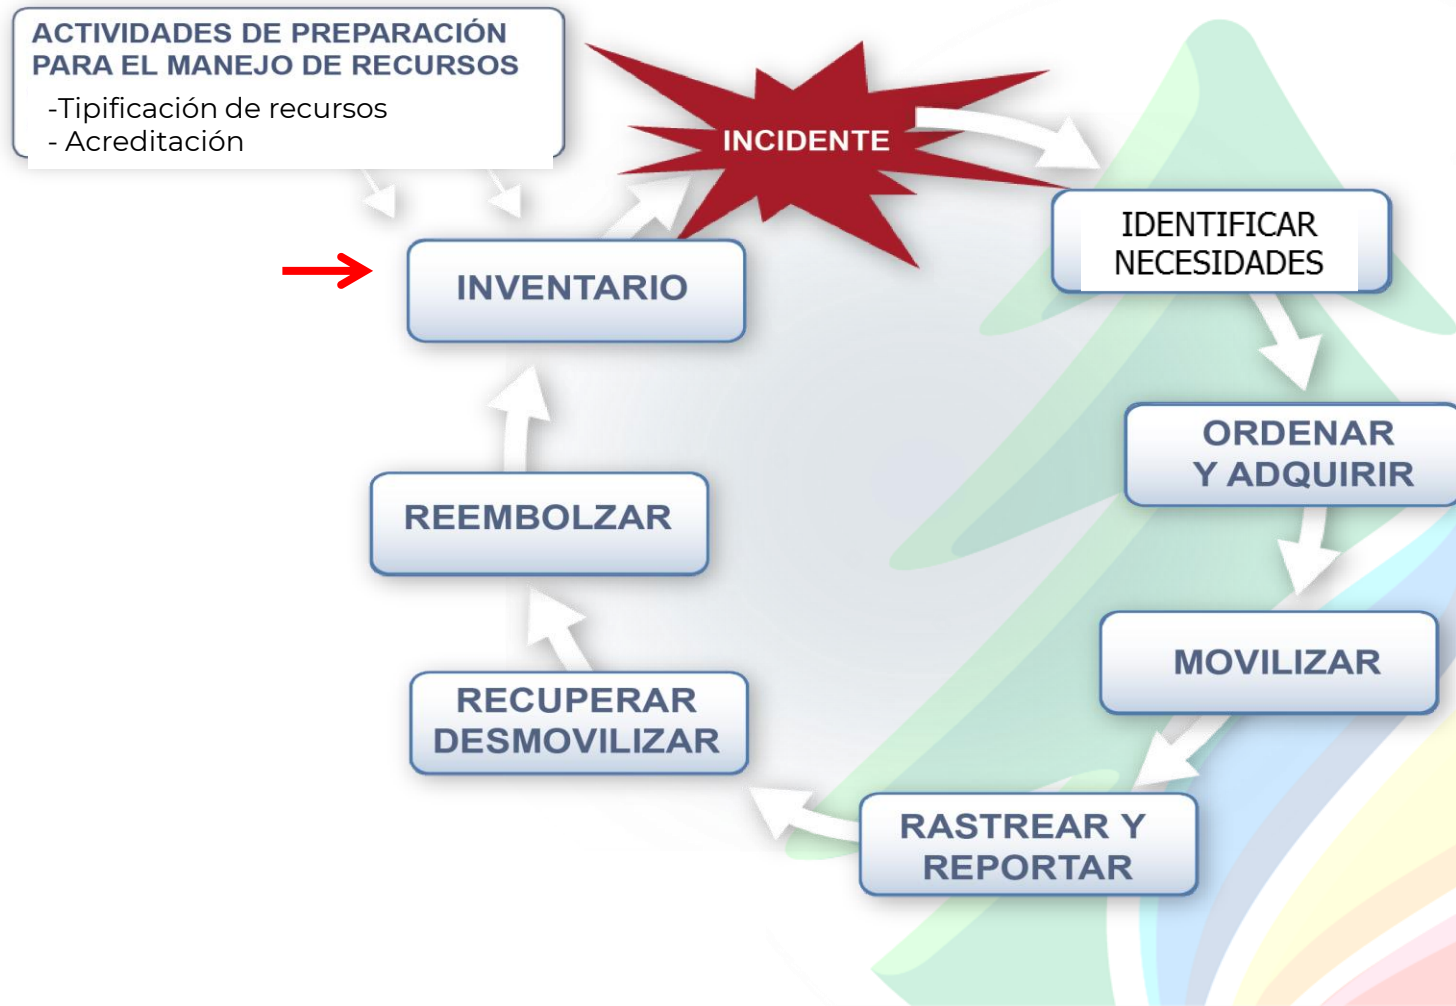 ACTIVIDADES DE PREPARACIÓN
PARA EL MANEJO DE RECURSOS
-Tipificación de recursos
- Acreditación
INCIDENTE
IDENTIFICAR
NECESIDADES
INVENTARIO
ORDENAR
Y ADQUIRIR
REEMBOLZAR
MOVILIZAR
RECUPERAR
DESMOVILIZAR
RASTREAR Y
REPORTAR